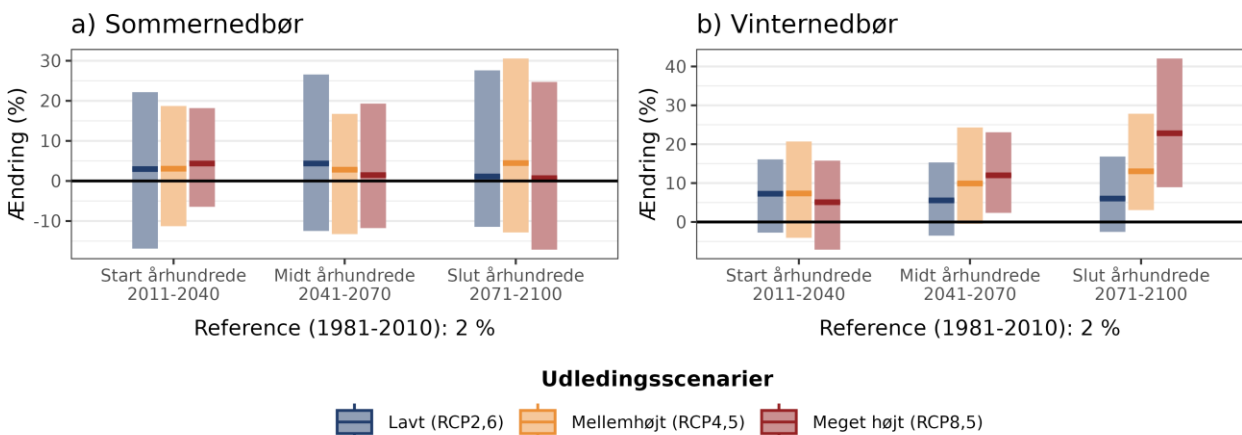 a) Sommernedbør
Ændring (%)
30
20
10
0
-10
Start århundrede
2011-2040
Midt århundrede
2041-2070
Slut århundrede
2071-2100
Reference (1981-2010): 2 %
b) Vinternedbør
Ændring (%)
40
30
20
10
0
Start århundrede
2011-2040
Midt århundrede
2041-2070
Slut århundrede
2071-2100
Reference (1981-2010): 2 %
Udledingsscenarier
Lavt (RCP2,6)
Mellemhøjt (RCP4,5)
Meget højt (RCP8,5)